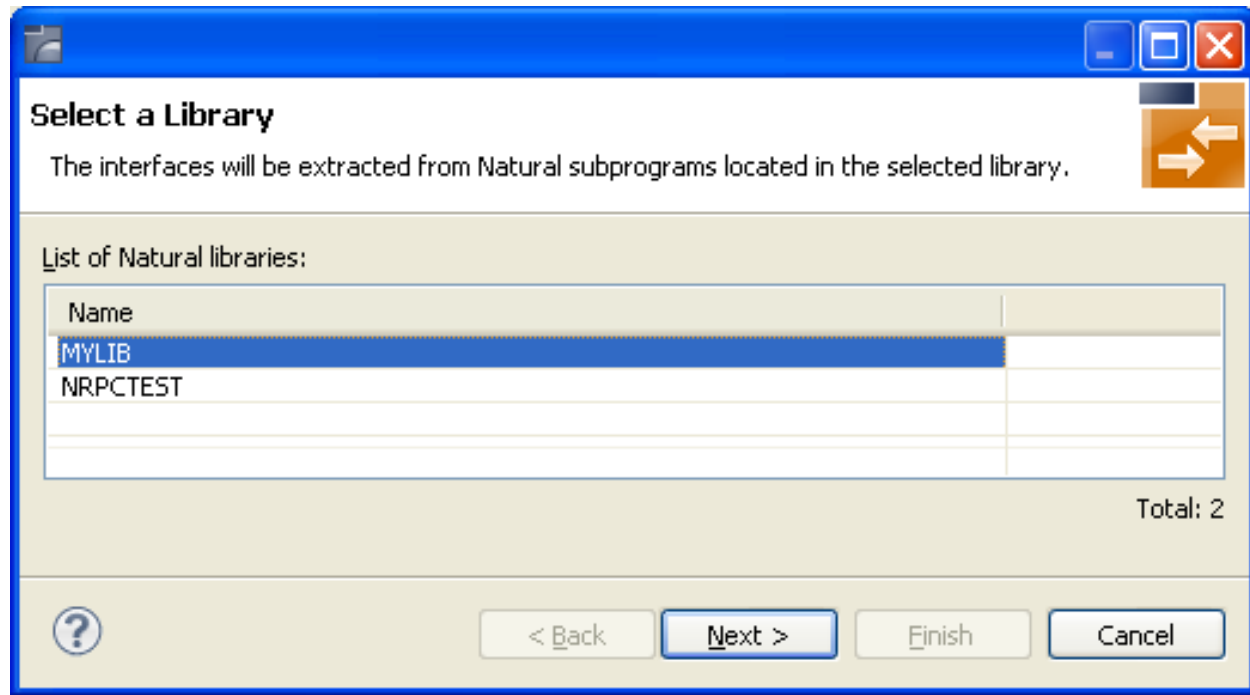 Select a Library
The interfaces will be extracted from Natural subprograms located in the selected library.
List of Natural libraries:
Name
MYLIB
NRPCTEST
Total: 2
? < Back Next > Finish Cancel